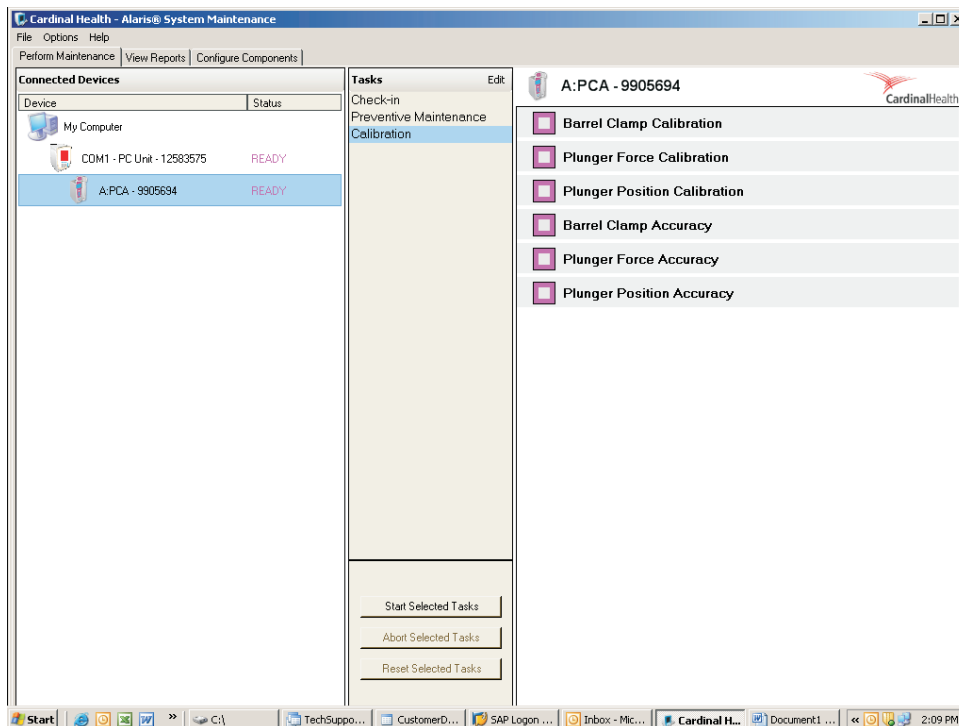 Cardinal Health - Alaris® System Maintenance
File Options Help
Perform Maintenance View Reports Configure Components
Connected Devices
Device Status
My Computer
COM1 - PC Unit - 12583575 READY
A:PCA - 9905694 READY
Tasks Edit
Check-in
Preventive Maintenance
Calibration
Start Selected Tasks
Abort Selected Tasks
Reset Selected Tasks
A:PCA - 9905694
CardinalHealth
Barrel Clamp Calibration
Plunger Force Calibration
Plunger Position Calibration
Barrel Clamp Accuracy
Plunger Force Accuracy
Plunger Position Accuracy
Start » C:\ TechSuppo... CustomerD... SAP Logon ... Inbox - Mic... Cardinal H... Document1 ... « 2:09 PM